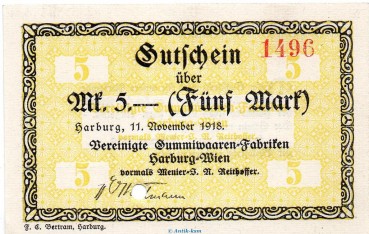 Gutschein
1496
über
5 5
Mk. 5.— (Fünf Mark)
Harburg, 11. November 1918.
Vereinigte Gummiwaaren-Fabriken
Harburg-Wien
vormals Menier-J. N. Reithoffer.
5 5
F. C. Bertram, Harburg.
© Antik-kam